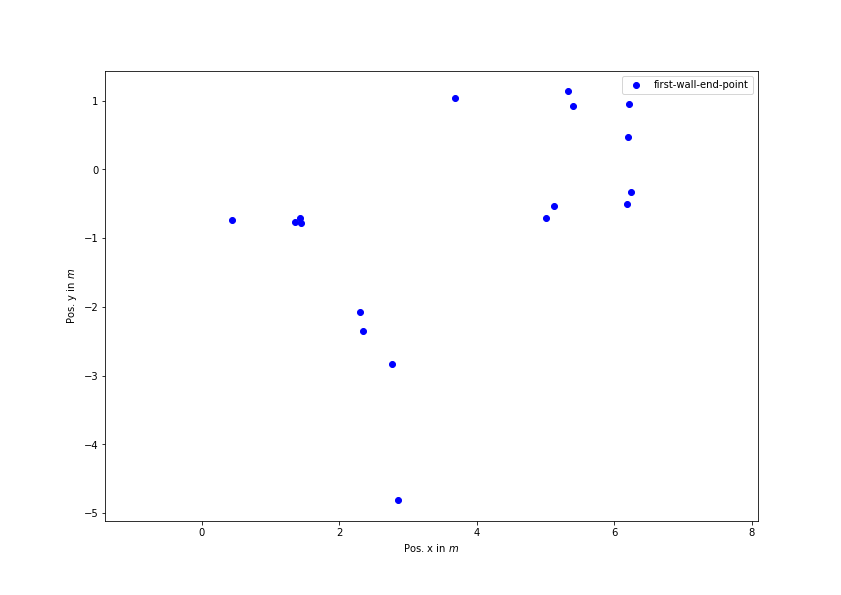 first-wall-end-point
1
0
−1
−2
−3
−4
−5
Pos. y in m
0 2 4 6 8
Pos. x in m